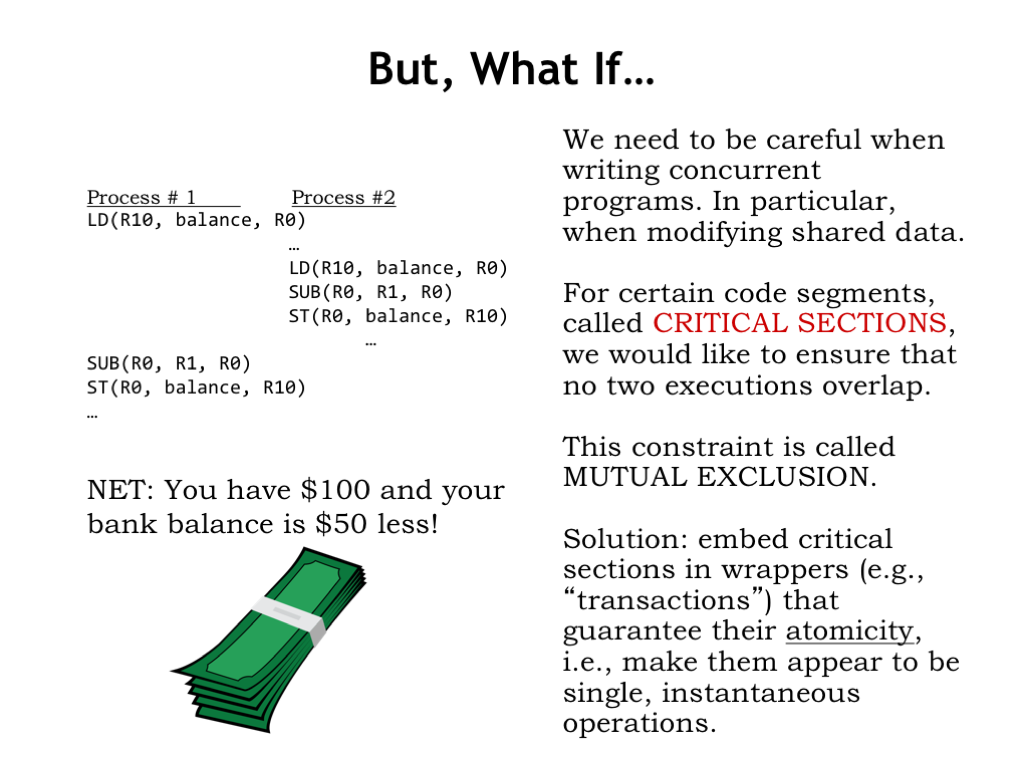 But, What If…
Process # 1 Process #2
LD(R10, balance, R0)
…
LD(R10, balance, R0)
SUB(R0, R1, R0)
ST(R0, balance, R10)
…
SUB(R0, R1, R0)
ST(R0, balance, R10)
…
NET: You have $100 and your
bank balance is $50 less!
We need to be careful when
writing concurrent
programs. In particular,
when modifying shared data.
For certain code segments,
called CRITICAL SECTIONS,
we would like to ensure that
no two executions overlap.
This constraint is called
MUTUAL EXCLUSION.
Solution: embed critical
sections in wrappers (e.g.,
“transactions”) that
guarantee their atomicity,
i.e., make them appear to be
single, instantaneous
operations.